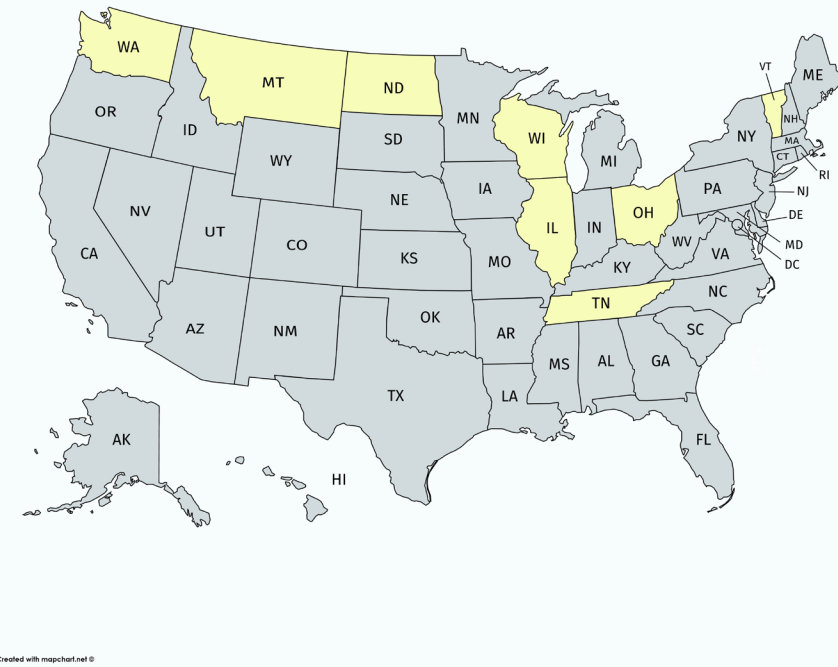 WA
MT
ND
MN
VT
ME
OR
ID
SD
WI
MI
NY
NH
MA
CT
RI
WY
IA
NE
PA
NJ
NV
UT
CO
IL
IN
OH
DE
WV
MD
CA
KS
MO
KY
VA
DC
TN
NC
AZ
NM
OK
AR
SC
MS
AL
GA
TX
LA
AK
FL
HI
Created with mapchart.net ©